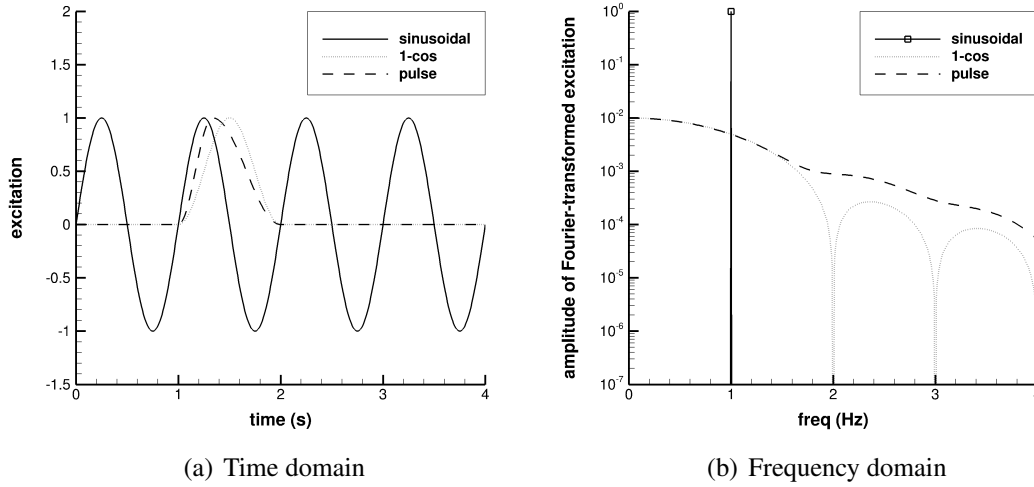 2
1.5
1
0.5
0
-0.5
-1
-1.5
excitation
0
1
2
3
4
time (s)
sinusoidal
1-cos
pulse
(a) Time domain
10^0
10^-1
10^-2
10^-3
10^-4
10^-5
10^-6
10^-7
amplitude of Fourier-transformed excitation
0
1
2
3
freq (Hz)
sinusoidal
1-cos
pulse
(b) Frequency domain